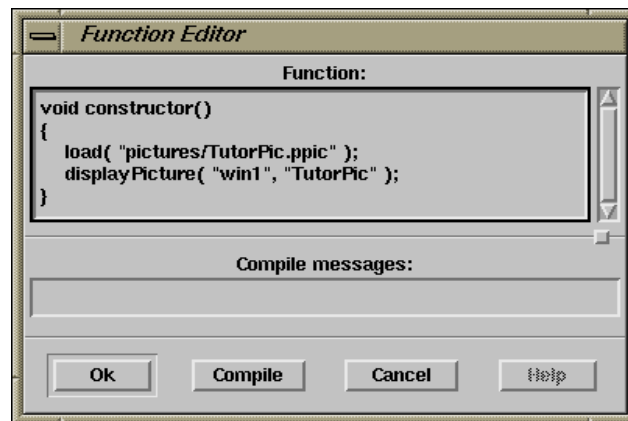 Function Editor
Function:
void constructor()
{
load( "pictures/TutorPic.ppic" );
displayPicture( "win1", "TutorPic" );
}
Compile messages:
Ok Compile Cancel Help